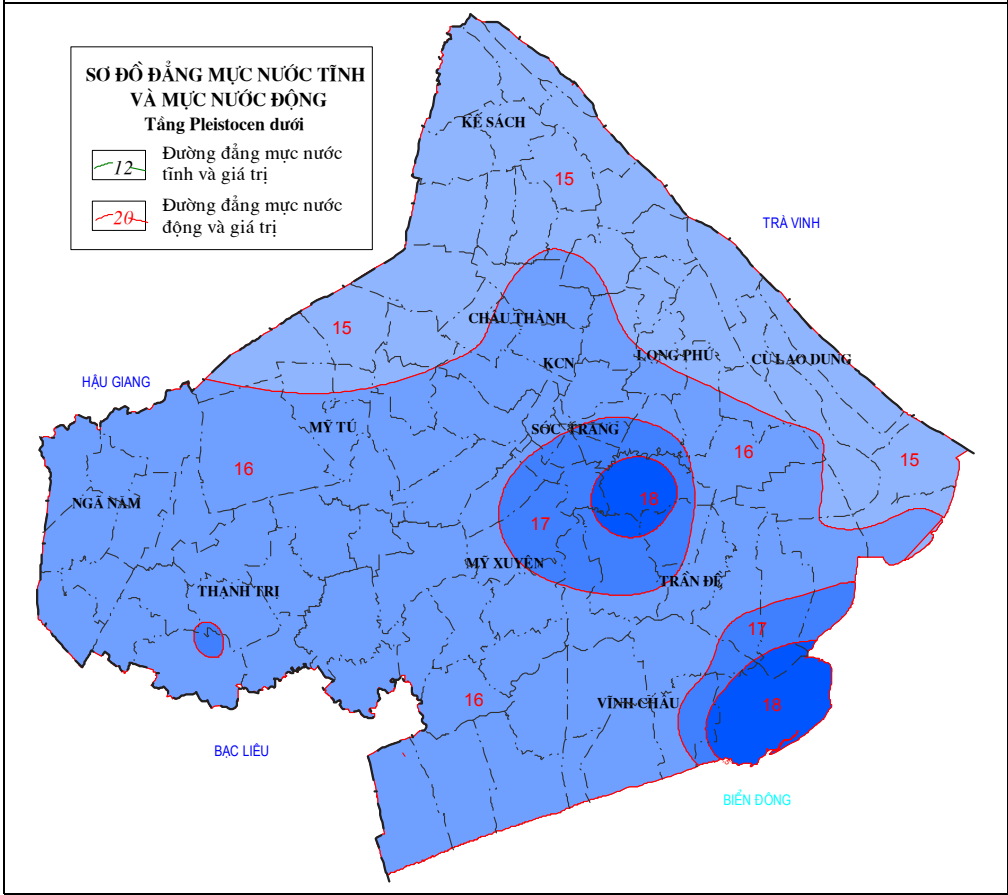 SƠ ĐỒ ĐẲNG MỰC NƯỚC TĨNH
VÀ MỰC NƯỚC ĐỘNG
Tầng Pleistocen dưới
12
Đường đẳng mực nước
tĩnh và giá trị
20
Đường đẳng mực nước
động và giá trị
KẾ SÁCH
15
TRÀ VINH
15
CHÂU THÀNH
KCN
LONG PHÚ
CÙ LAO DUNG
HẬU GIANG
MỸ TÚ
SÓC TRĂNG
16
15
16
NGÃ NĂM
18
17
MỸ XUYÊN
TRẦN ĐỀ
THẠNH TRỊ
17
16
VĨNH CHÂU
18
BẠC LIÊU
BIỂN ĐÔNG